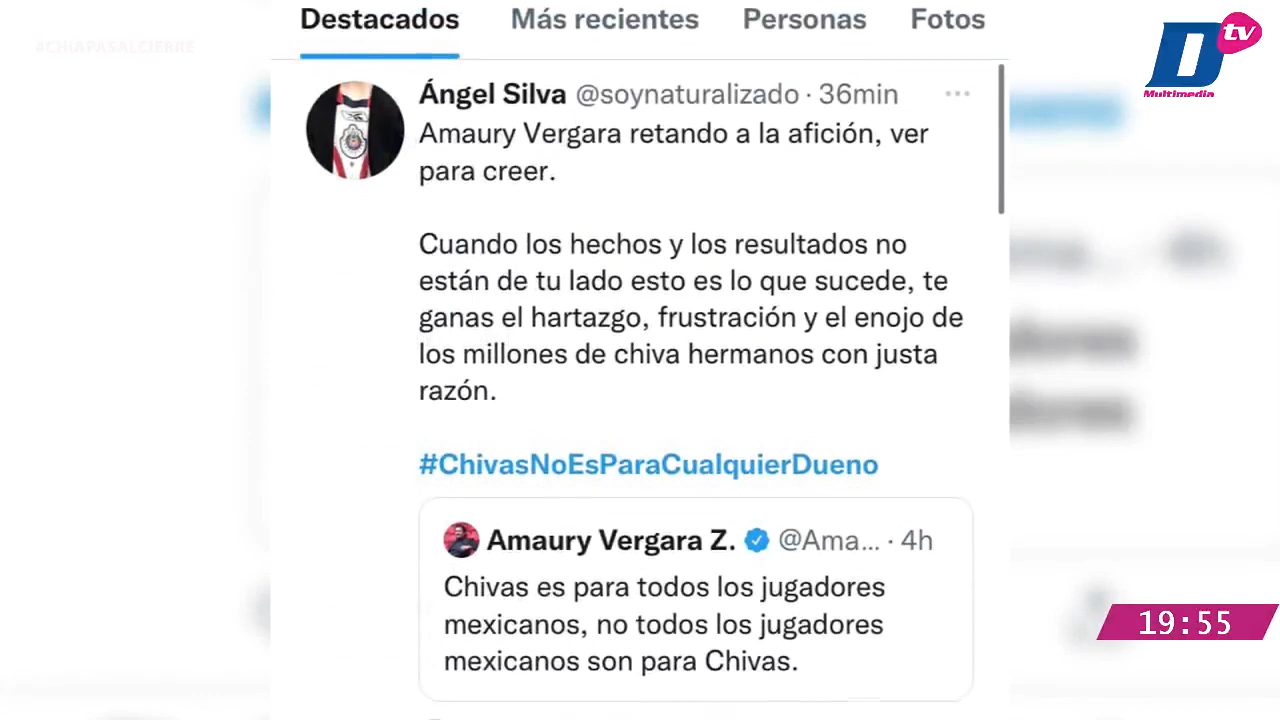 #CHIAPASALCIERRE
Destacados Más recientes Personas Fotos
D tv
Multimedia
Ángel Silva @soynaturalizado · 36min
Amaury Vergara retando a la afición, ver
para creer.
Cuando los hechos y los resultados no
están de tu lado esto es lo que sucede, te
ganas el hartazgo, frustración y el enojo de
los millones de chiva hermanos con justa
razón.
#ChivasNoEsParaCualquierDueno
Amaury Vergara Z. @Ama... · 4h
Chivas es para todos los jugadores
mexicanos, no todos los jugadores
mexicanos son para Chivas.
19:55